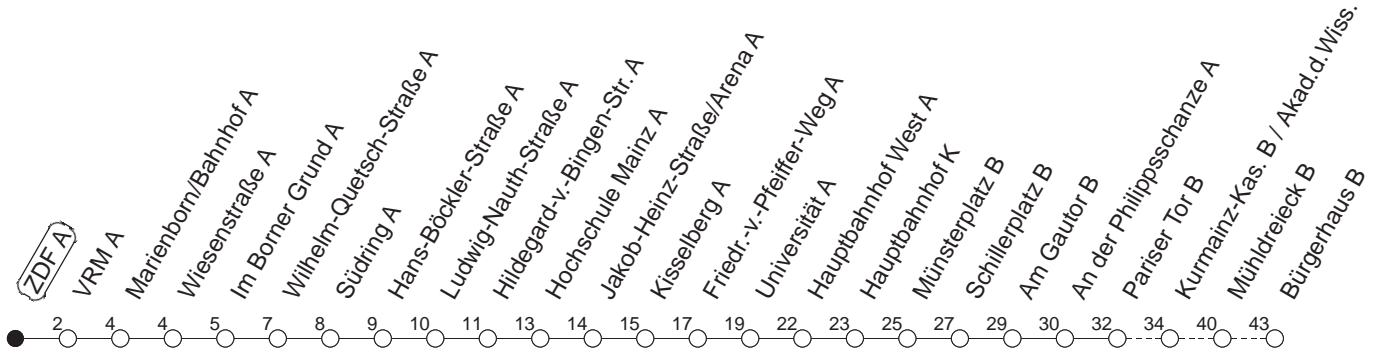 ZDF A
VRM A
Marienborn/Bahnhof A
Wiesenstraße A
Im Borner Grund A
Wilhelm-Quetsch-Straße A
Südring A
Hans-Böckler-Straße A
Ludwig-Nauth-Straße A
Hildegard-v.-Bingen-Str. A
Hochschule Mainz A
Jakob-Heinz-Straße/Arena A
Kisselberg A
Friedr.-v.-Pfeiffer-Weg A
Universität A
Hauptbahnhof West A
Hauptbahnhof K
Münsterplatz B
Schillerplatz B
Am Gautor B
An der Philippsschanze A
Pariser Tor B
Kurmainz-Kas. B / Akad.d. Wiss.
Mühldreieck B
Bürgerhaus B
2 4 4 5 7 8 9 10 11 13 14 15 17 19 22 23 25 27 29 30 32 34 40 43